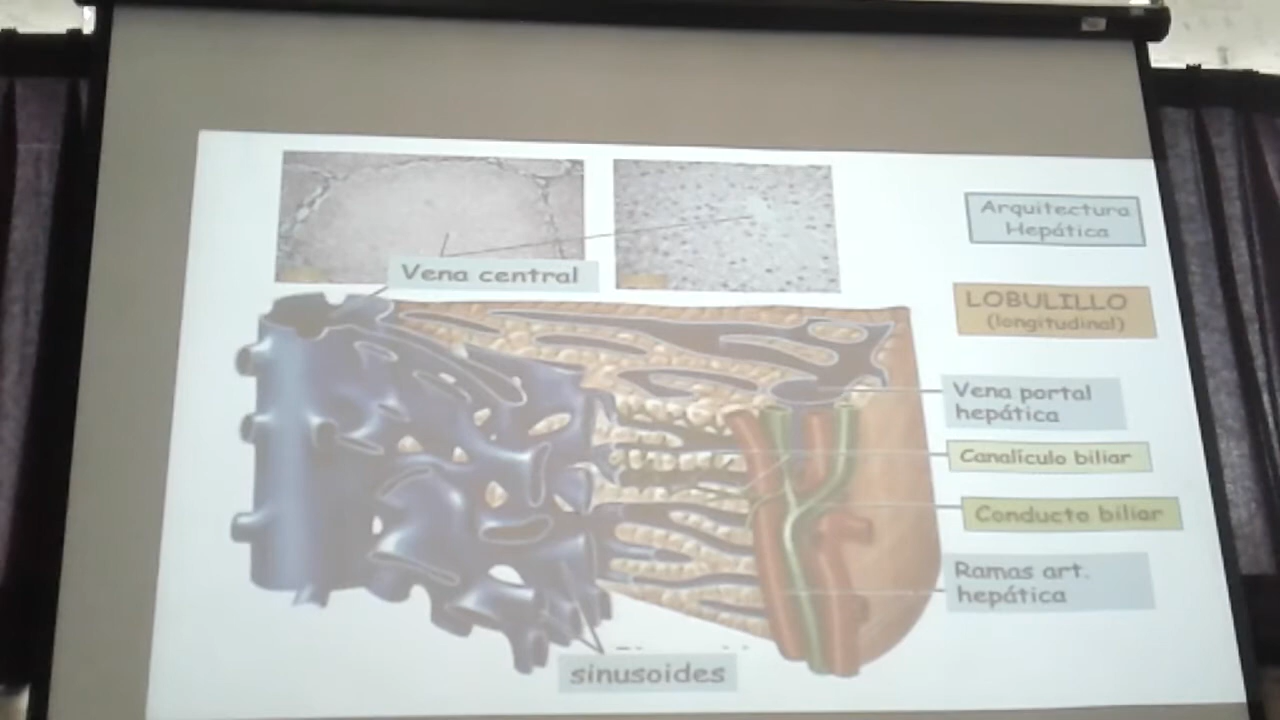 Arquitectura
Hepática
Vena central
LOBULILLO
(longitudinal)
Vena portal
hepática
Canalículo biliar
Conducto biliar
Ramas art.
hepática
sinusoides